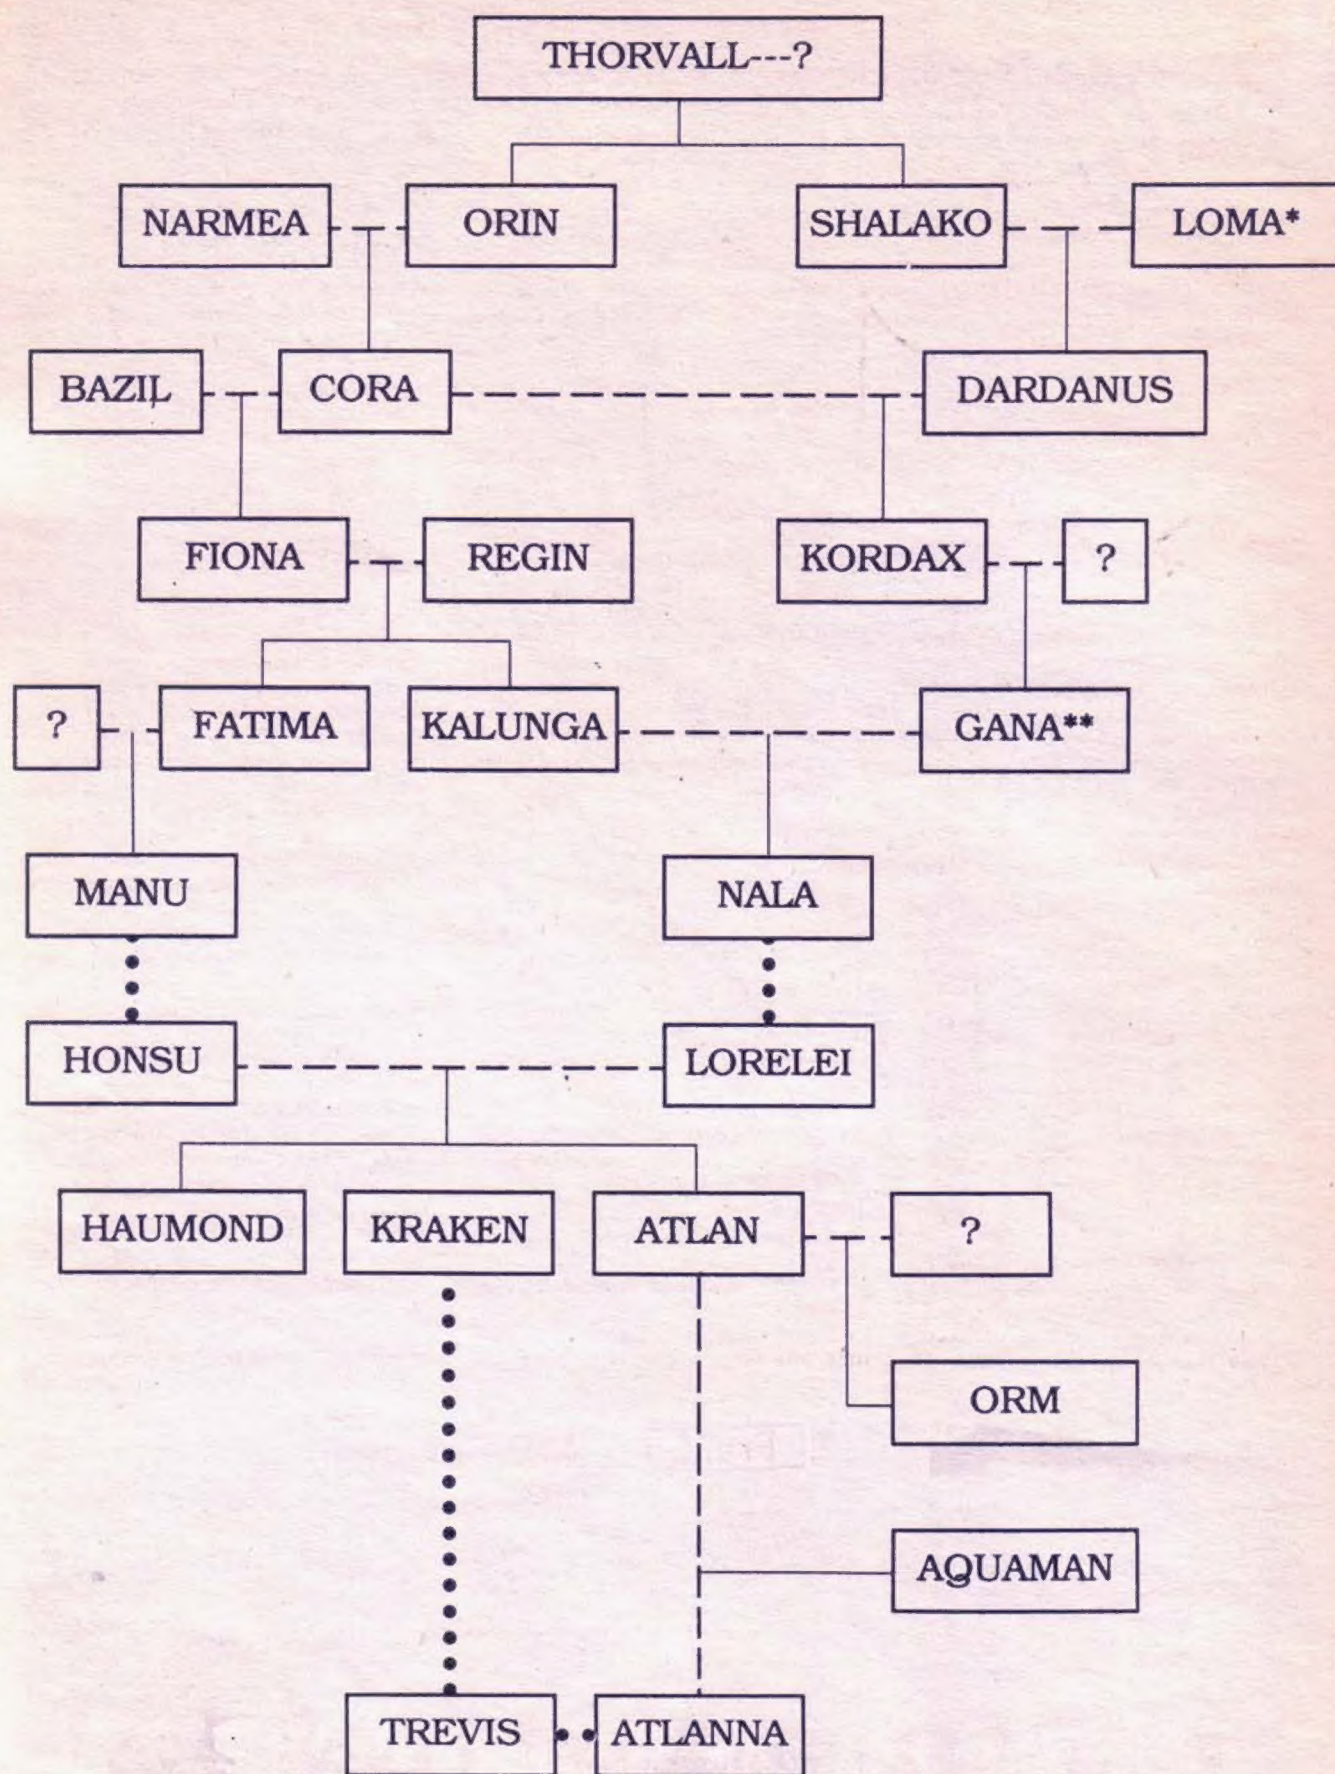 THORVALL---?
NARMEA ORIN SHALAKO LOMA*
BAZIL CORA DARDANUS
FIONA REGIN KORDAX ?
? FATIMA KALUNGA GANA**
MANU NALA
HONSU LORELEI
HAUMOND KRAKEN ATLAN ?
ORM
AQUAMAN
TREVIS ATLANNA